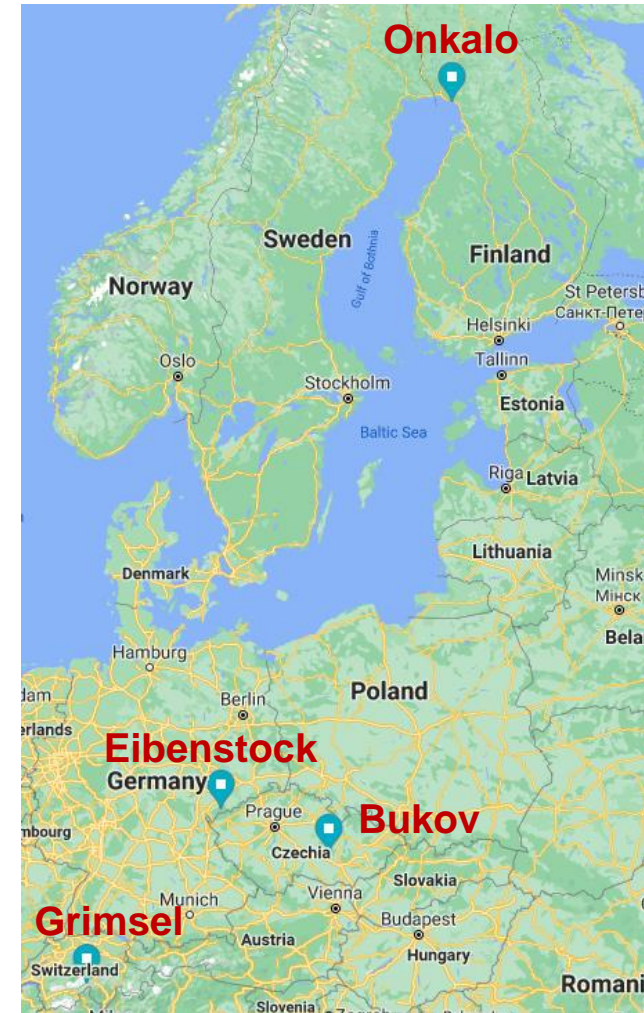 Onkalo
Sweden
Finland
Gulf of Bothnia
Norway
St Petersb
Санкт-Петер
Helsinki
Oslo
Tallinn
Stockholm
Estonia
Baltic Sea
Riga
Latvia
Lithuania
Denmark
Minsk
Мінск
Bela
Hamburg
dam
Berlin
Poland
erlands
Eibenstock
Germany
Prague
Bukov
mbourg
Czechia
Slovakia
Munich
Vienna
Grimsel
Budapest
Austria
Hungary
Switzerland
Romani
Slovenia